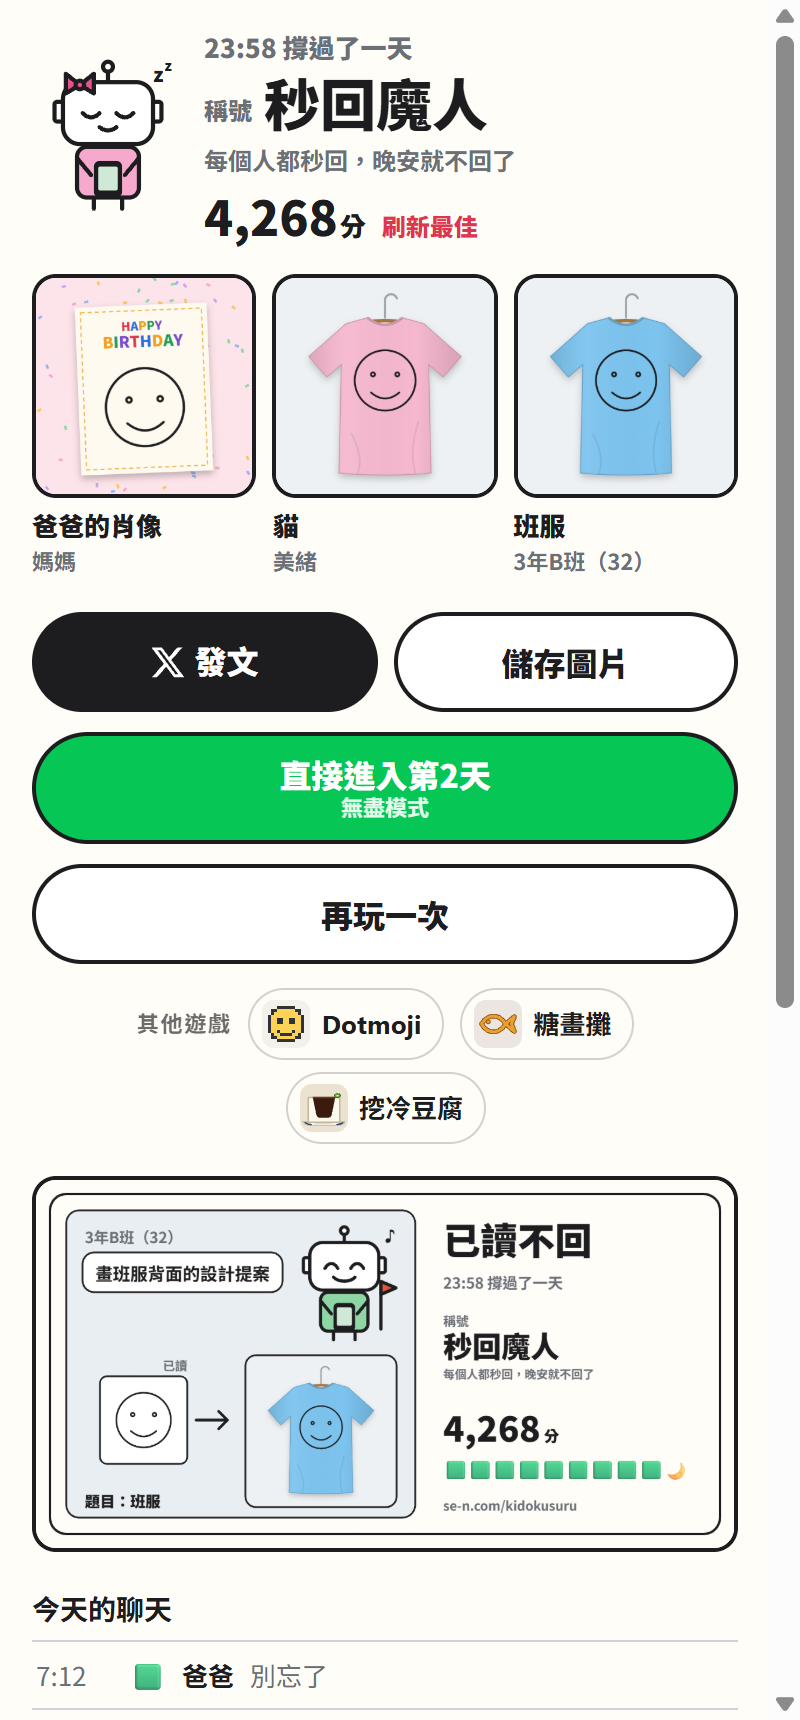 23:58 撐過了一天
稱號 秒回魔人
每個人都秒回，晚安就不回了
4,268分 刷新最佳
z z
HAPPY
BIRTHDAY
爸爸的肖像
媽媽
貓
美緒
班服
3年B班（32）
發文
儲存圖片
直接進入第2天
無盡模式
再玩一次
其他遊戲
Dotmoji
糖畫攤
挖冷豆腐
3年B班（32）
畫班服背面的設計提案
已讀
題目：班服
已讀不回
23:58 撐過了一天
稱號
秒回魔人
每個人都秒回，晚安就不回了
4,268分
se-n.com/kidokusuru
今天的聊天
7:12 爸爸 別忘了